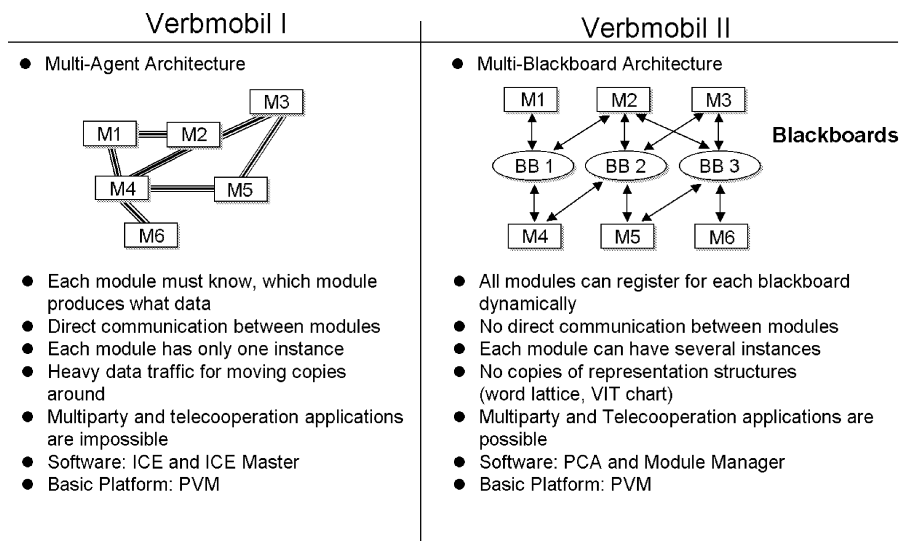 Verbmobil I
● Multi-Agent Architecture
M3
M1 M2
M4 M5
M6
● Each module must know, which module
produces what data
● Direct communication between modules
● Each module has only one instance
● Heavy data traffic for moving copies
around
● Multiparty and telecooperation applications
are impossible
● Software: ICE and ICE Master
● Basic Platform: PVM
Verbmobil II
● Multi-Blackboard Architecture
M1 M2 M3
Blackboards
BB 1 BB 2 BB 3
M4 M5 M6
● All modules can register for each blackboard
dynamically
● No direct communication between modules
● Each module can have several instances
● No copies of representation structures
(word lattice, VIT chart)
● Multiparty and Telecooperation applications are
possible
● Software: PCA and Module Manager
● Basic Platform: PVM